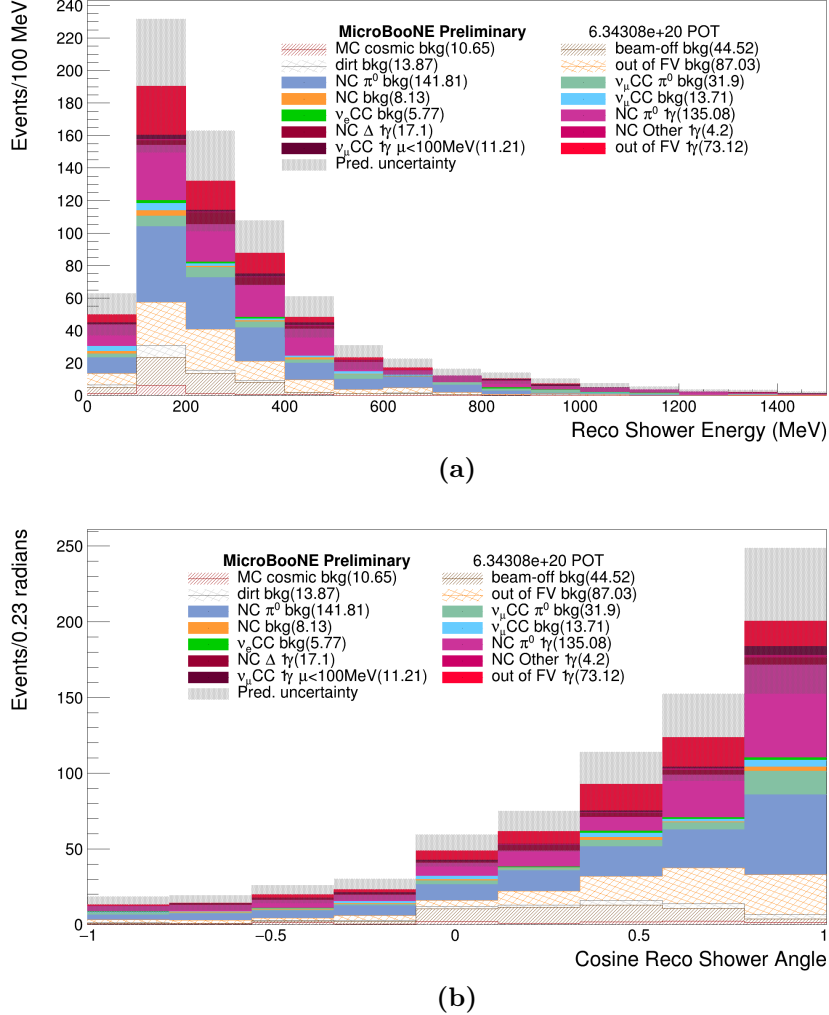 Events/100 MeV
240
220
200
180
160
140
120
100
80
60
40
20
0
MicroBooNE Preliminary 6.34308e+20 POT
MC cosmic bkg(10.65) beam-off bkg(44.52)
dirt bkg(13.87) out of FV bkg(87.03)
NC π⁰ bkg(141.81) νμCC π⁰ bkg(31.9)
NC bkg(8.13) νμCC bkg(13.71)
νeCC bkg(5.77) NC π⁰ 1γ(135.08)
NC Δ 1γ(17.1) NC Other 1γ(4.2)
νμCC 1γ μ<100MeV(11.21) out of FV 1γ(73.12)
Pred. uncertainty
0 200 400 600 800 1000 1200 1400
Reco Shower Energy (MeV)
(a)
Events/0.23 radians
250
200
150
100
50
0
MicroBooNE Preliminary 6.34308e+20 POT
MC cosmic bkg(10.65) beam-off bkg(44.52)
dirt bkg(13.87) out of FV bkg(87.03)
NC π⁰ bkg(141.81) νμCC π⁰ bkg(31.9)
NC bkg(8.13) νμCC bkg(13.71)
νeCC bkg(5.77) NC π⁰ 1γ(135.08)
NC Δ 1γ(17.1) NC Other 1γ(4.2)
νμCC 1γ μ<100MeV(11.21) out of FV 1γ(73.12)
Pred. uncertainty
−1 −0.5 0 0.5 1
Cosine Reco Shower Angle
(b)